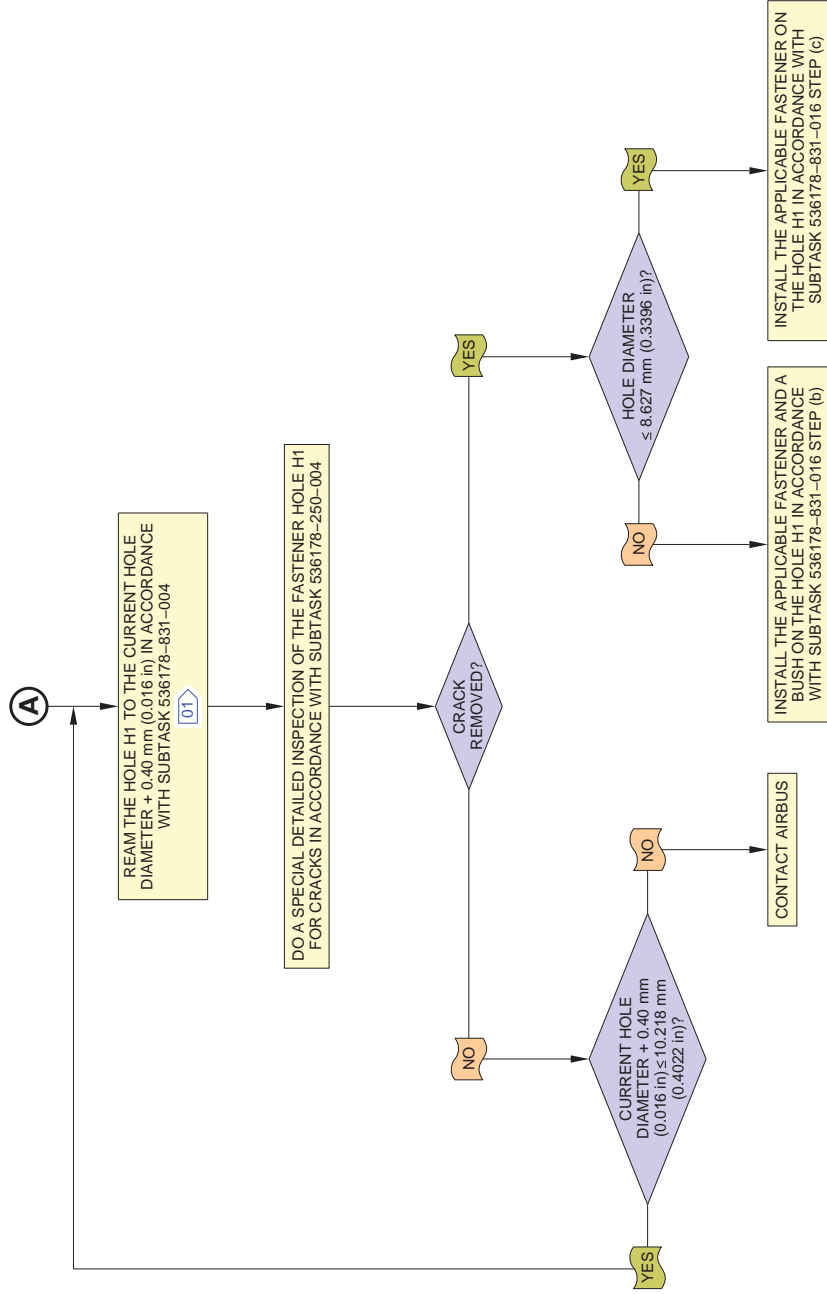 A
REAM THE HOLE H1 TO THE CURRENT HOLE
DIAMETER + 0.40 mm (0.016 in) IN ACCORDANCE
WITH SUBTASK 536178–831–004
01
DO A SPECIAL DETAILED INSPECTION OF THE FASTENER HOLE H1
FOR CRACKS IN ACCORDANCE WITH SUBTASK 536178–250–004
CRACK
REMOVED?
NO
YES
CURRENT HOLE
DIAMETER + 0.40 mm
(0.016 in) ≤ 10.218 mm
(0.4022 in)?
YES
NO
CONTACT AIRBUS
HOLE DIAMETER
≤ 8.627 mm (0.3396 in)?
NO
YES
INSTALL THE APPLICABLE FASTENER AND A
BUSH ON THE HOLE H1 IN ACCORDANCE
WITH SUBTASK 536178–831–016 STEP (b)
INSTALL THE APPLICABLE FASTENER ON
THE HOLE H1 IN ACCORDANCE WITH
SUBTASK 536178–831–016 STEP (c)